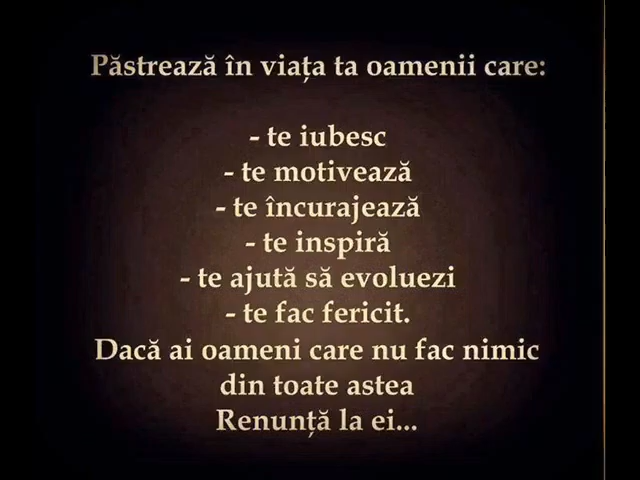 Păstrează în viața ta oamenii care:
- te iubesc
- te motivează
- te încurajează
- te inspiră
- te ajută să evoluezi
- te fac fericit.
Dacă ai oameni care nu fac nimic
din toate astea
Renunță la ei...